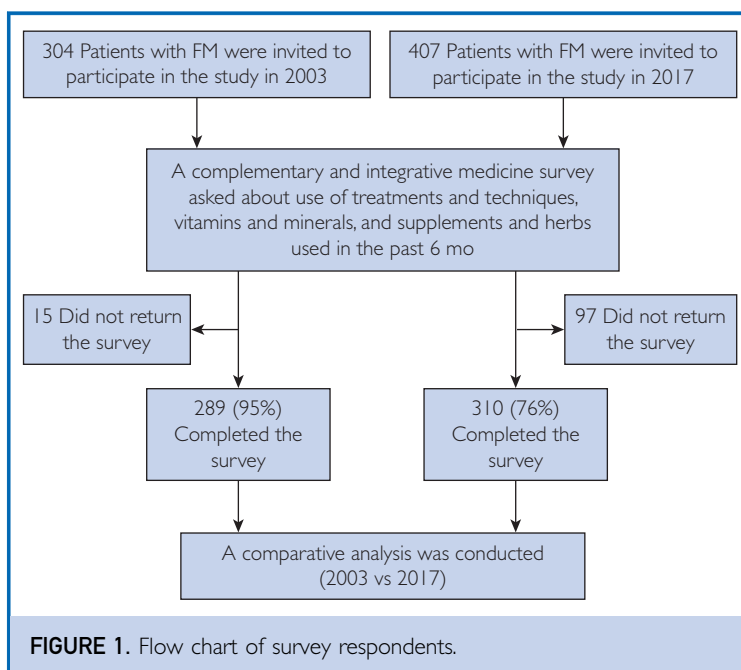 304 Patients with FM were invited to
participate in the study in 2003
407 Patients with FM were invited to
participate in the study in 2017
A complementary and integrative medicine survey
asked about use of treatments and techniques,
vitamins and minerals, and supplements and herbs
used in the past 6 mo
15 Did not return
the survey
97 Did not return
the survey
289 (95%)
Completed the
survey
310 (76%)
Completed the
survey
A comparative analysis was conducted
(2003 vs 2017)
FIGURE 1. Flow chart of survey respondents.